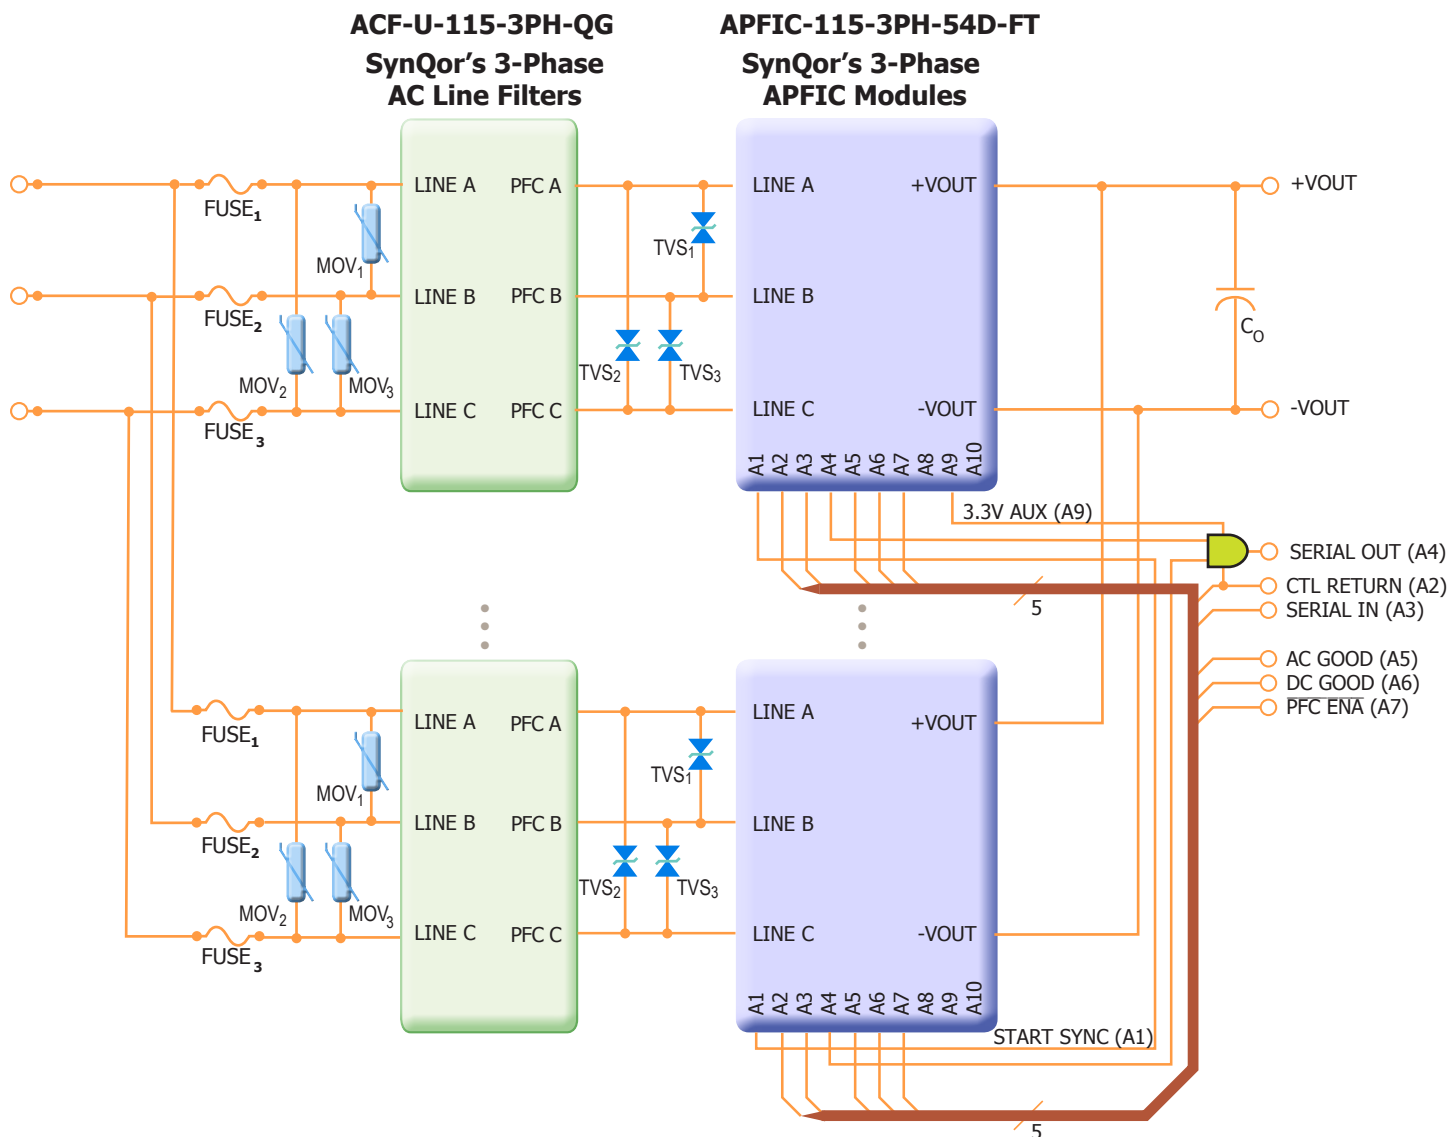 ACF-U-115-3PH-QG
SynQor's 3-Phase
AC Line Filters
APFIC-115-3PH-54D-FT
SynQor's 3-Phase
APFIC Modules
FUSE1
MOV1
FUSE2
MOV2
MOV3
FUSE3
LINE A
PFC A
LINE B
PFC B
LINE C
PFC C
TVS1
TVS2
TVS3
LINE A
+VOUT
LINE B
LINE C
-VOUT
A1
A2
A3
A4
A5
A6
A7
A8
A9
A10
+VOUT
CO
-VOUT
3.3V AUX (A9)
SERIAL OUT (A4)
CTL RETURN (A2)
SERIAL IN (A3)
5
AC GOOD (A5)
DC GOOD (A6)
PFC ENA (A7)
FUSE1
MOV1
FUSE2
MOV2
MOV3
FUSE3
LINE A
PFC A
LINE B
PFC B
LINE C
PFC C
TVS1
TVS2
TVS3
LINE A
+VOUT
LINE B
LINE C
-VOUT
A1
A2
A3
A4
A5
A6
A7
A8
A9
A10
START SYNC (A1)
5